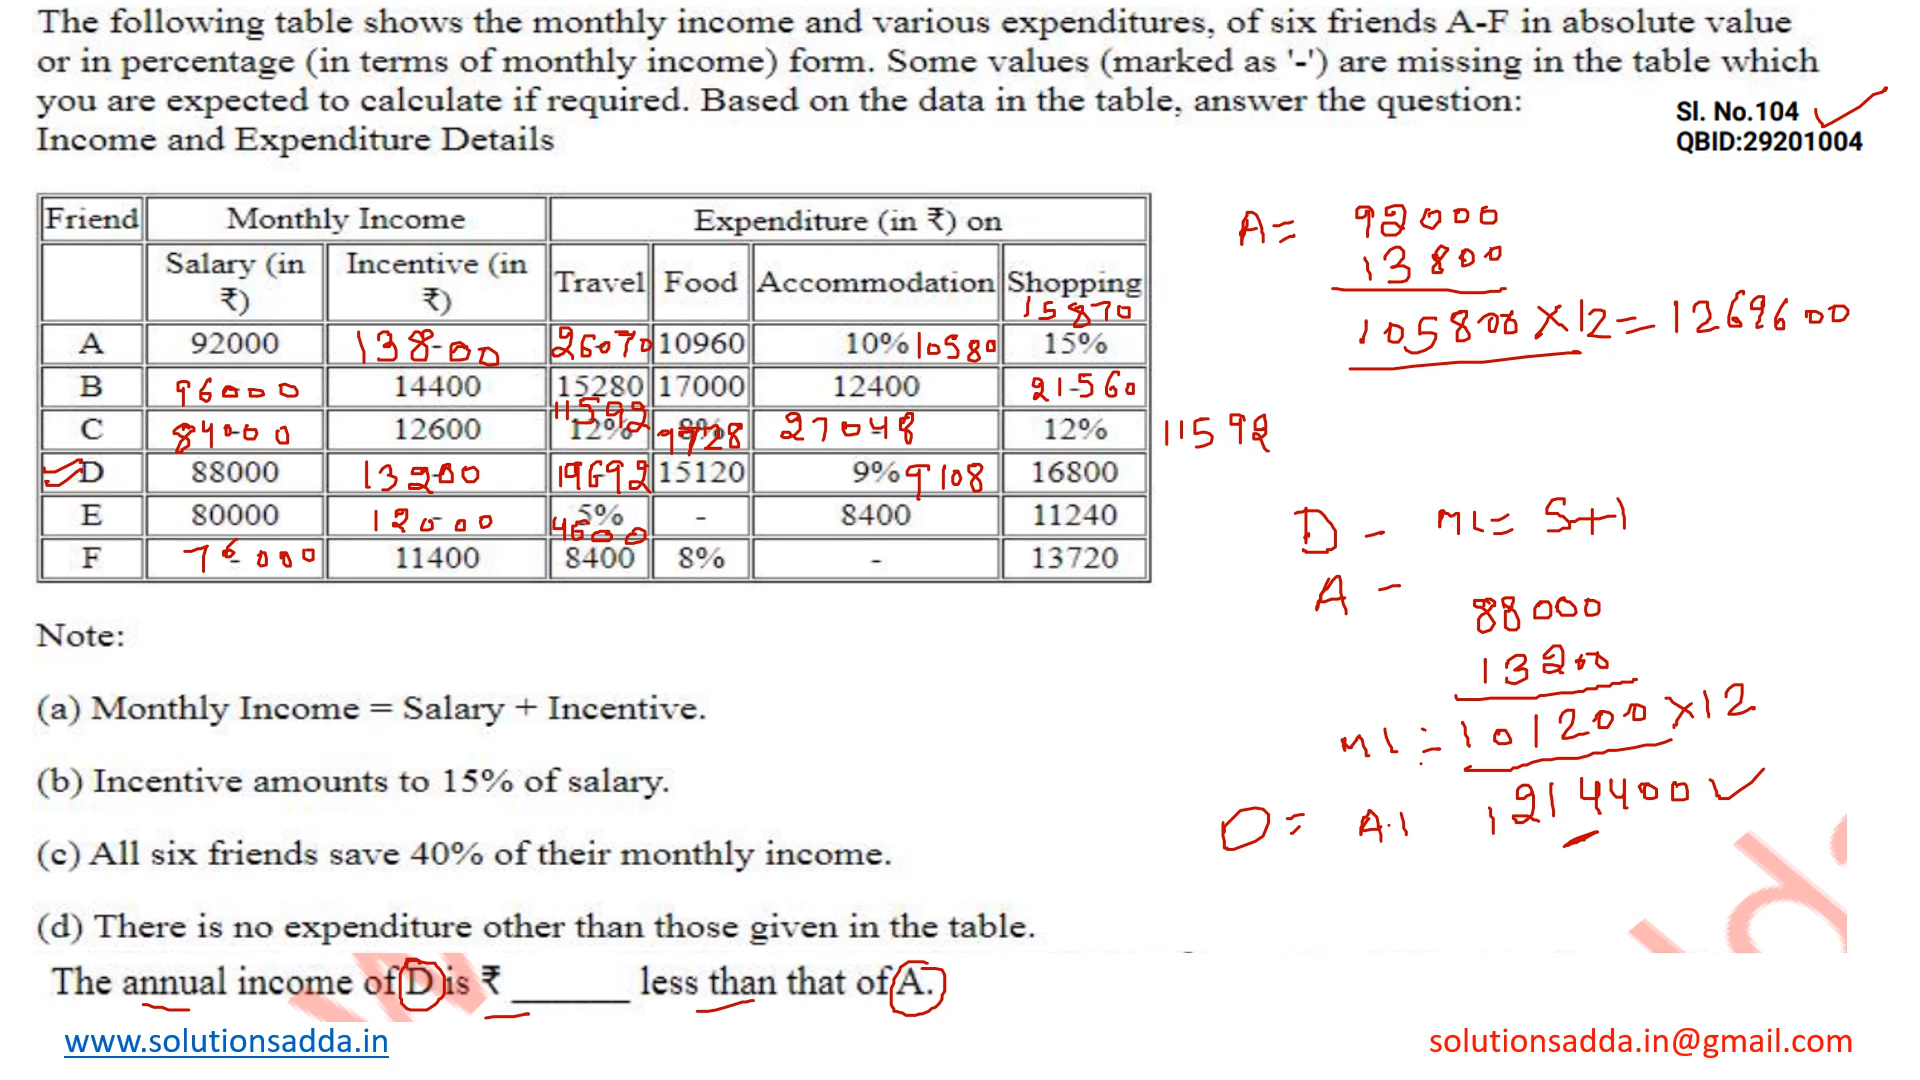 The following table shows the monthly income and various expenditures, of six friends A-F in absolute value
or in percentage (in terms of monthly income) form. Some values (marked as '-') are missing in the table which
you are expected to calculate if required. Based on the data in the table, answer the question:
Income and Expenditure Details
Sl. No.104
QBID:29201004
Friend Monthly Income Expenditure (in ₹) on
Salary (in ₹) Incentive (in ₹) Travel Food Accommodation Shopping
15870
A 92000 13800 26070 10960 10% 10580 15%
B 96000 14400 15280 17000 12400 21560
C 84000 12600 12% 11592 8% 27048 12% 11592
D 88000 13200 19692 15120 9% 9108 16800
E 80000 12000 5% 4600 - 8400 11240
F 76000 11400 8400 8% - 13720
A= 92000
13800
105800 ×12=1269600
D - MI= S+I
A -
88000
13200
MI = 101200 ×12
D = A.I 1214400
Note:
(a) Monthly Income = Salary + Incentive.
(b) Incentive amounts to 15% of salary.
(c) All six friends save 40% of their monthly income.
(d) There is no expenditure other than those given in the table.
The annual income of D is ₹ ______ less than that of A.
www.solutionsadda.in
solutionsadda.in@gmail.com